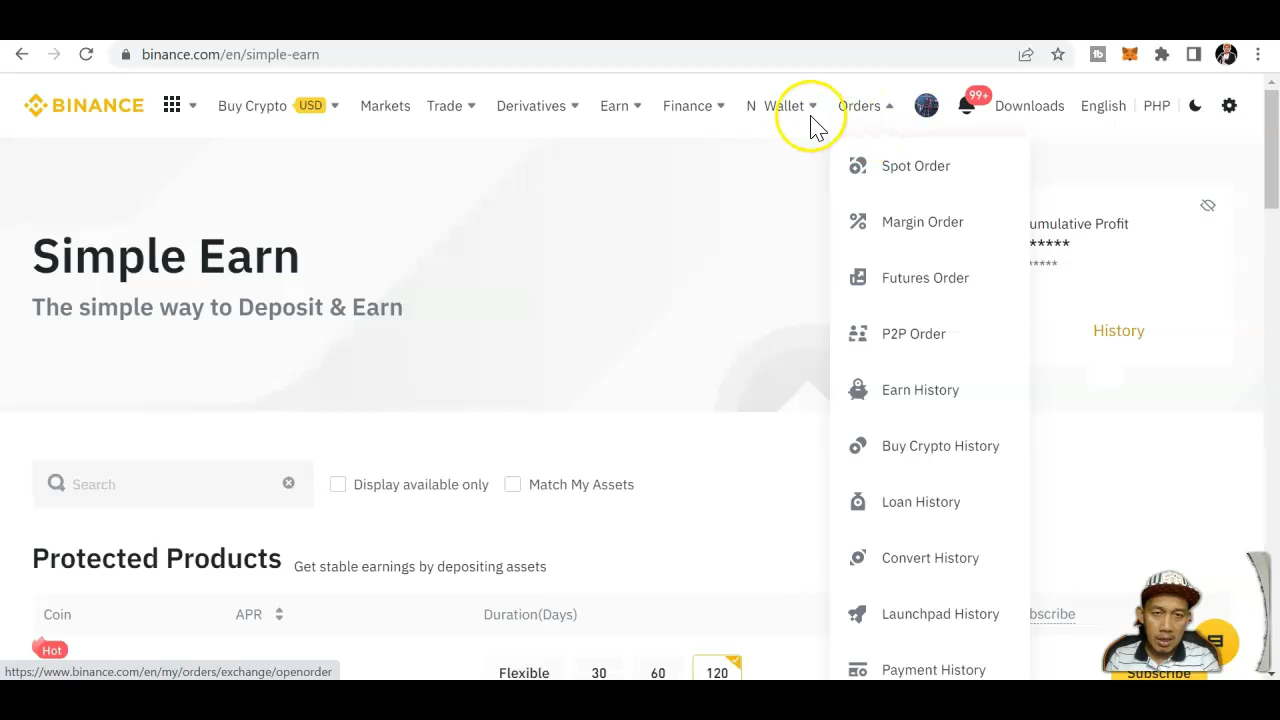 binance.com/en/simple-earn
BINANCE
Buy Crypto USD Markets Trade Derivatives Earn Finance N Wallet Orders 99+ Downloads English PHP
Spot Order
Margin Order
Futures Order
P2P Order
Earn History
Buy Crypto History
Loan History
Convert History
Launchpad History
Payment History
Simple Earn
The simple way to Deposit & Earn
umulative Profit
******
*****
History
Search
Display available only
Match My Assets
Protected Products Get stable earnings by depositing assets
Coin APR Duration(Days) bscribe
Hot
Flexible 30 60 120 Subscribe
https://www.binance.com/en/my/orders/exchange/openorder